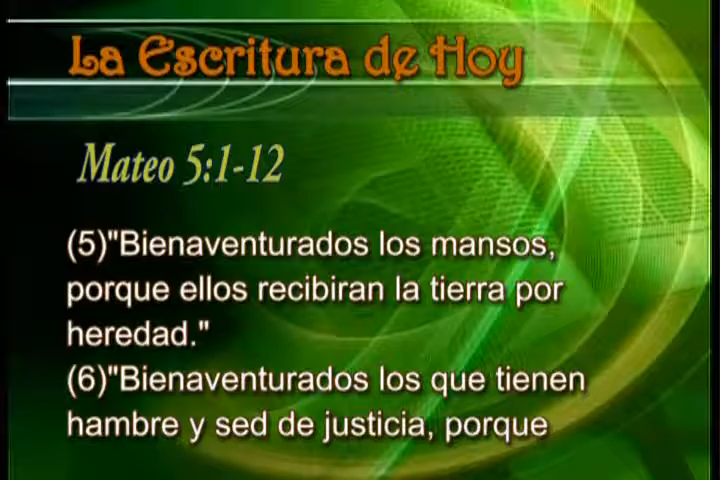 La Escritura de Hoy
Mateo 5:1-12
(5)"Bienaventurados los mansos,
porque ellos recibiran la tierra por
heredad."
(6)"Bienaventurados los que tienen
hambre y sed de justicia, porque